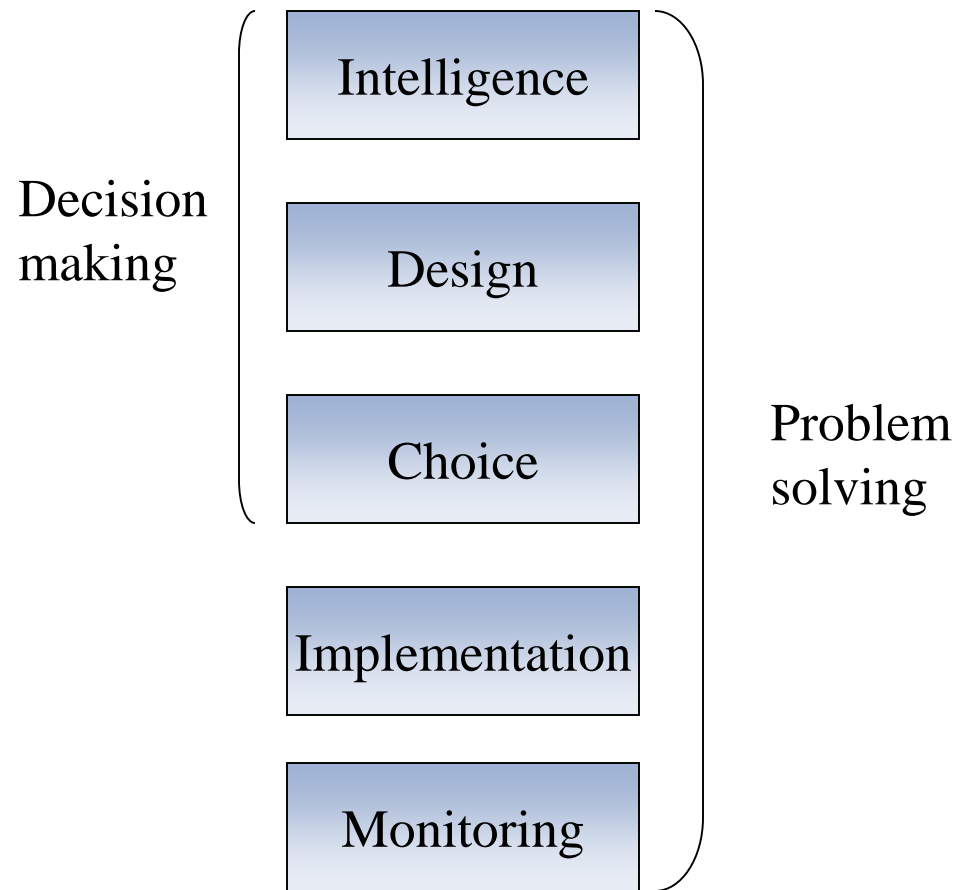 Intelligence
Decision
making
Design
Choice
Problem
solving
Implementation
Monitoring